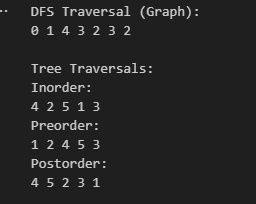 DFS Traversal (Graph):
0 1 4 3 2 3 2
Tree Traversals:
Inorder:
4 2 5 1 3
Preorder:
1 2 4 5 3
Postorder:
4 5 2 3 1